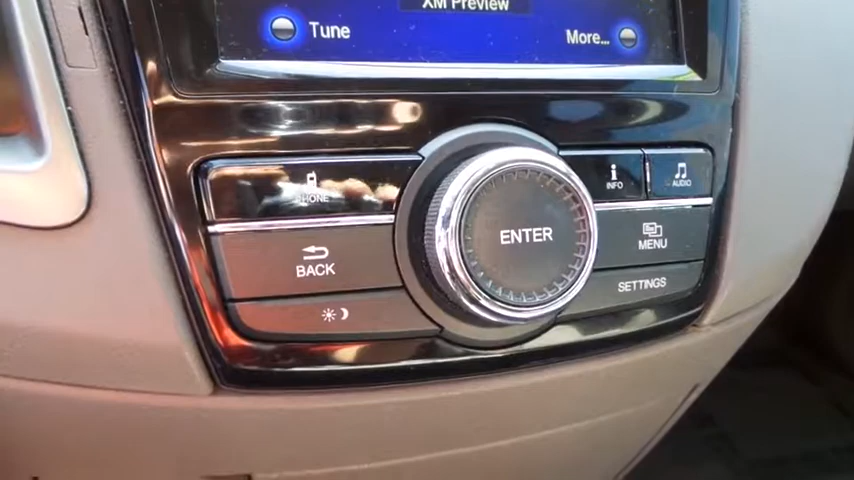 XM Preview
Tune
More...
PHONE
INFO
AUDIO
ENTER
MENU
BACK
SETTINGS